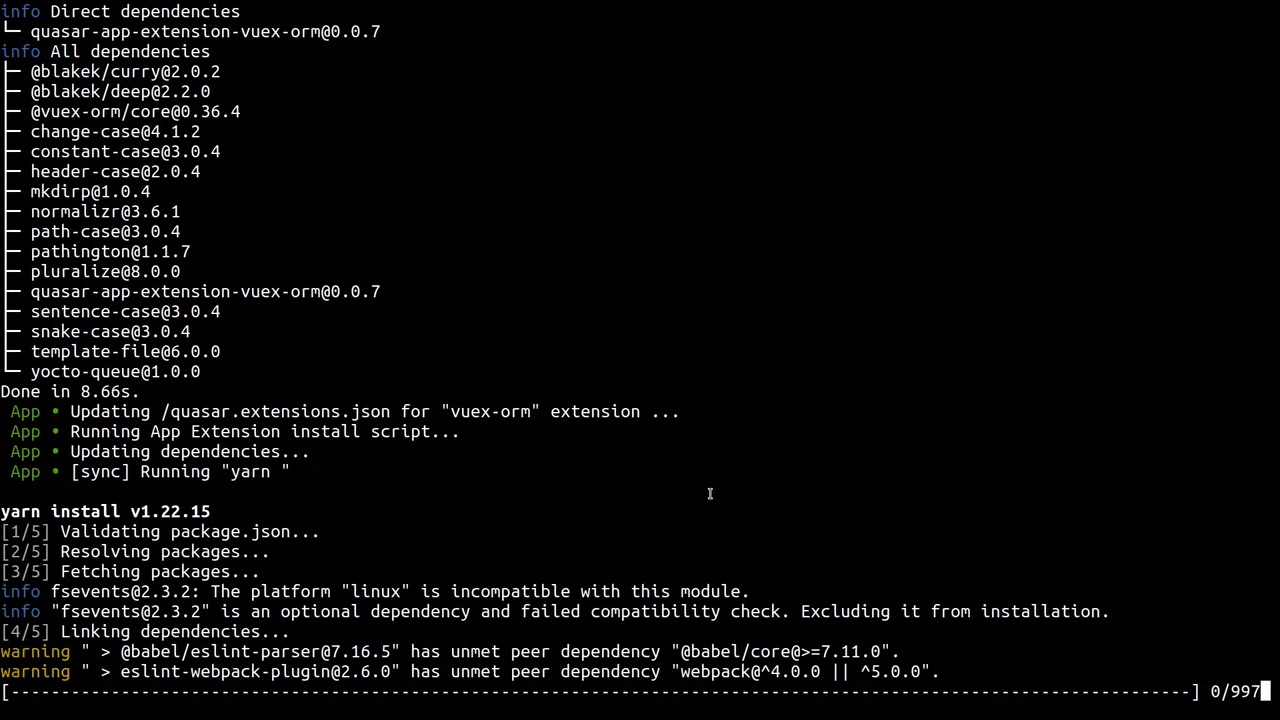 info Direct dependencies
└─ quasar-app-extension-vuex-orm@0.0.7
info All dependencies
├─ @blakek/curry@2.0.2
├─ @blakek/deep@2.2.0
├─ @vuex-orm/core@0.36.4
├─ change-case@4.1.2
├─ constant-case@3.0.4
├─ header-case@2.0.4
├─ mkdirp@1.0.4
├─ normalizr@3.6.1
├─ path-case@3.0.4
├─ pathington@1.1.7
├─ pluralize@8.0.0
├─ quasar-app-extension-vuex-orm@0.0.7
├─ sentence-case@3.0.4
├─ snake-case@3.0.4
├─ template-file@6.0.0
└─ yocto-queue@1.0.0
Done in 8.66s.
App • Updating /quasar.extensions.json for "vuex-orm" extension ...
App • Running App Extension install script...
App • Updating dependencies...
App • [sync] Running "yarn "
yarn install v1.22.15
[1/5] Validating package.json...
[2/5] Resolving packages...
[3/5] Fetching packages...
info fsevents@2.3.2: The platform "linux" is incompatible with this module.
info "fsevents@2.3.2" is an optional dependency and failed compatibility check. Excluding it from installation.
[4/5] Linking dependencies...
warning " > @babel/eslint-parser@7.16.5" has unmet peer dependency "@babel/core@>=7.11.0".
warning " > eslint-webpack-plugin@2.6.0" has unmet peer dependency "webpack@^4.0.0 || ^5.0.0".
[----------------------------------------------------------------------------------------------------------------------] 0/997